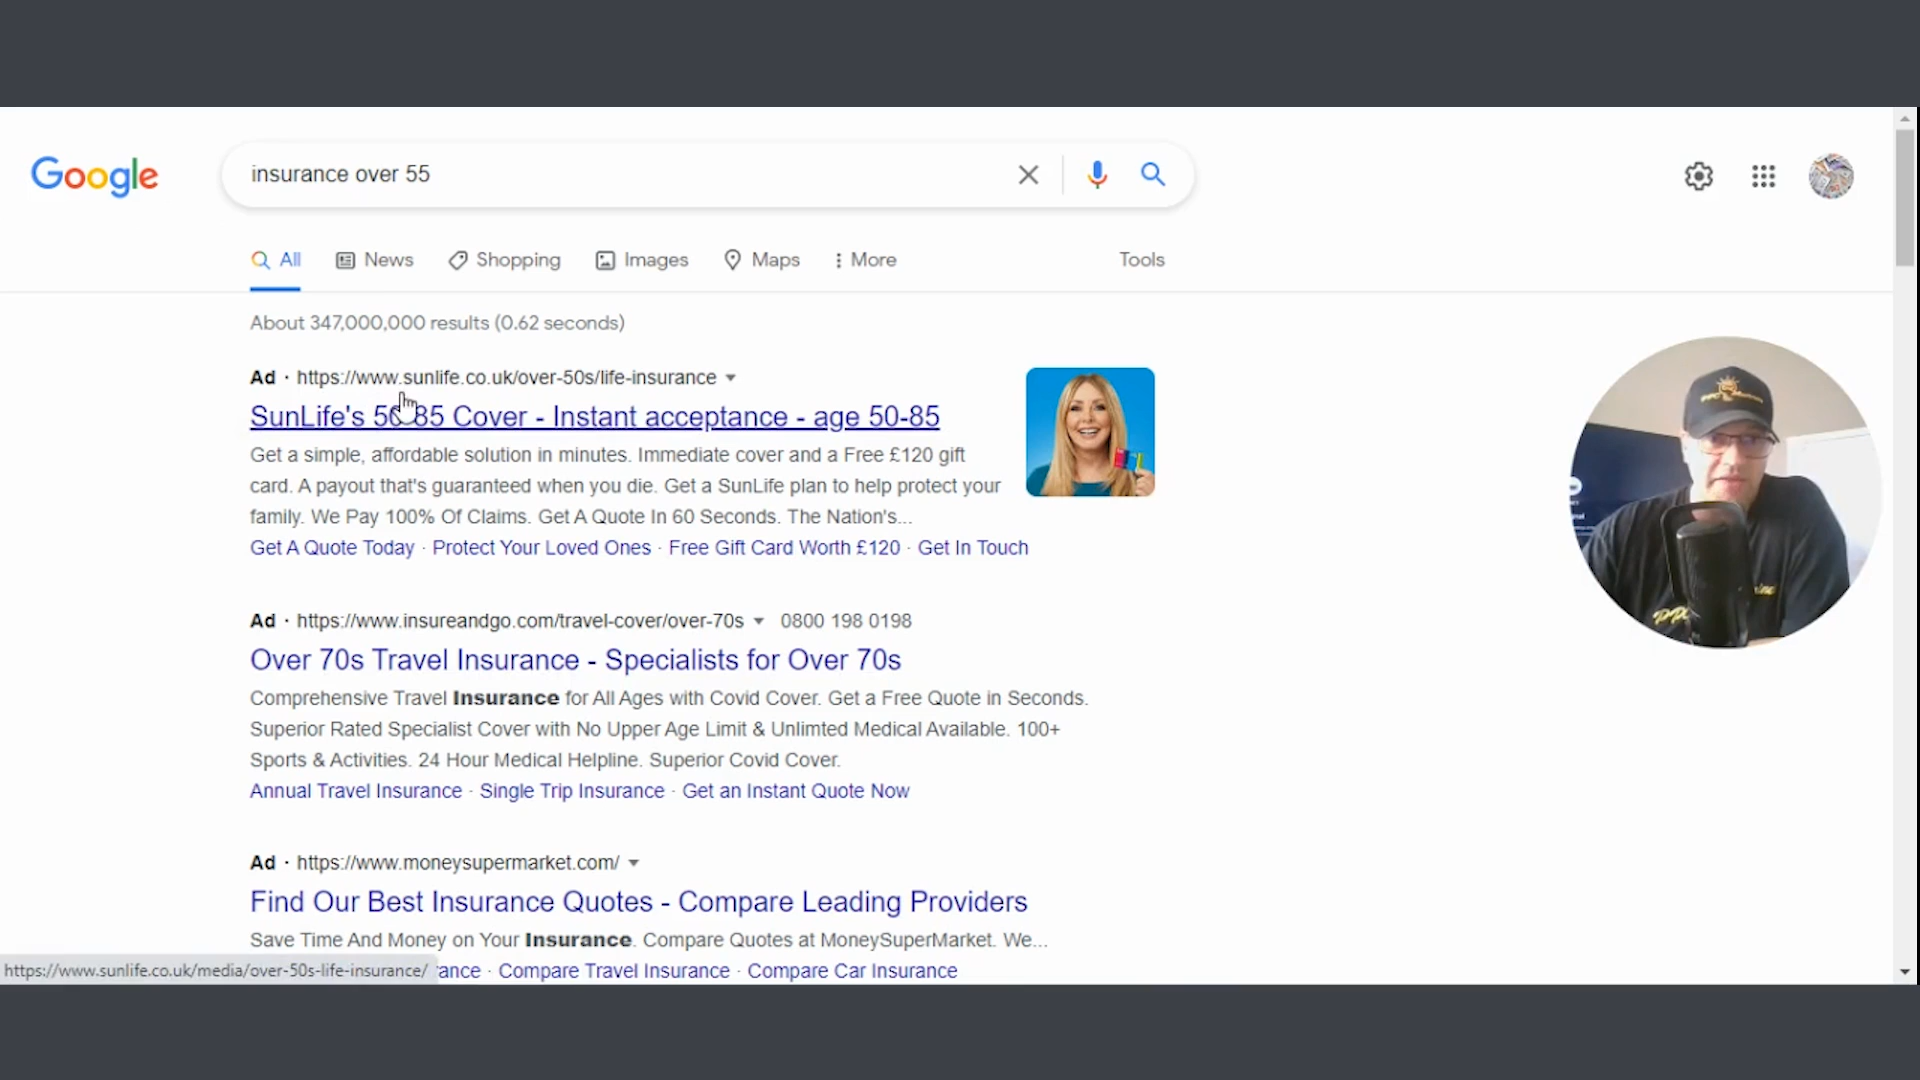 Google
insurance over 55
All News Shopping Images Maps More Tools
About 347,000,000 results (0.62 seconds)
Ad · https://www.sunlife.co.uk/over-50s/life-insurance
SunLife's 50-85 Cover - Instant acceptance - age 50-85
Get a simple, affordable solution in minutes. Immediate cover and a Free £120 gift
card. A payout that's guaranteed when you die. Get a SunLife plan to help protect your
family. We Pay 100% Of Claims. Get A Quote In 60 Seconds. The Nation's...
Get A Quote Today · Protect Your Loved Ones · Free Gift Card Worth £120 · Get In Touch
Ad · https://www.insureandgo.com/travel-cover/over-70s 0800 198 0198
Over 70s Travel Insurance - Specialists for Over 70s
Comprehensive Travel Insurance for All Ages with Covid Cover. Get a Free Quote in Seconds.
Superior Rated Specialist Cover with No Upper Age Limit & Unlimted Medical Available. 100+
Sports & Activities. 24 Hour Medical Helpline. Superior Covid Cover.
Annual Travel Insurance · Single Trip Insurance · Get an Instant Quote Now
Ad · https://www.moneysupermarket.com/
Find Our Best Insurance Quotes - Compare Leading Providers
Save Time And Money on Your Insurance. Compare Quotes at MoneySuperMarket. We...
https://www.sunlife.co.uk/media/over-50s-life-insurance/ rance · Compare Travel Insurance · Compare Car Insurance